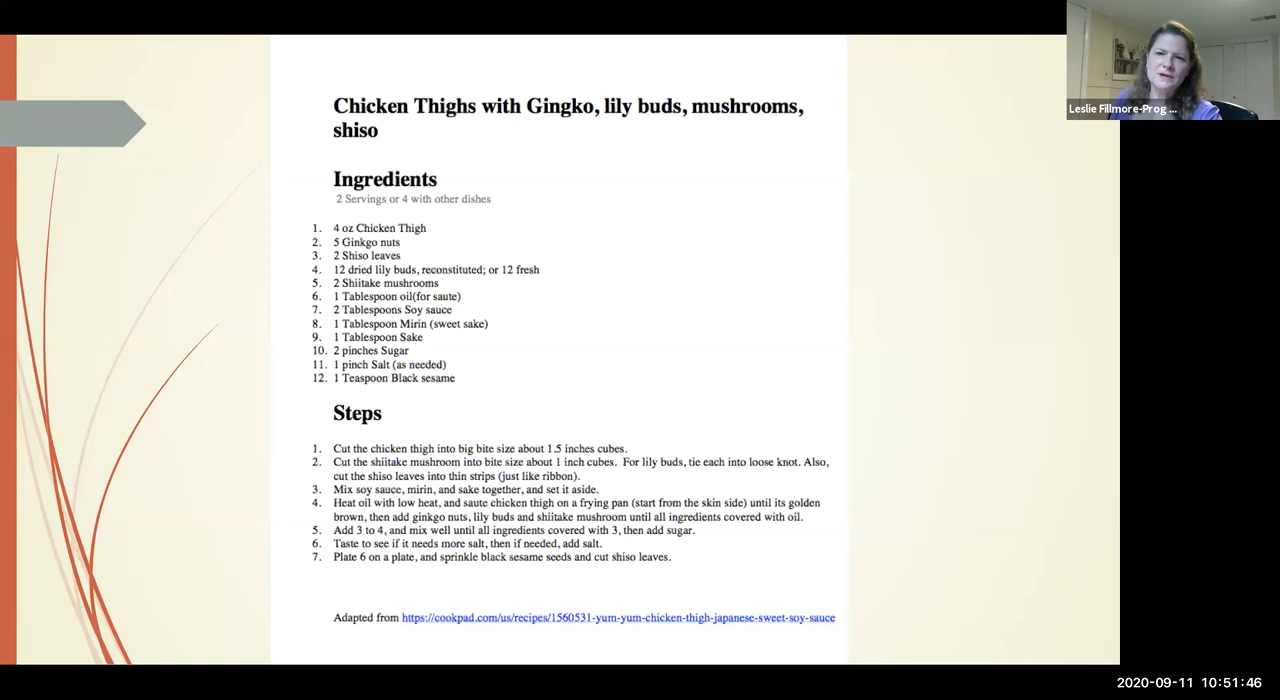 Chicken Thighs with Gingko, lily buds, mushrooms,
shiso
Ingredients
2 Servings or 4 with other dishes
1. 4 oz Chicken Thigh
2. 5 Ginkgo nuts
3. 2 Shiso leaves
4. 12 dried lily buds, reconstituted; or 12 fresh
5. 2 Shiitake mushrooms
6. 1 Tablespoon oil(for saute)
7. 2 Tablespoons Soy sauce
8. 1 Tablespoon Mirin (sweet sake)
9. 1 Tablespoon Sake
10. 2 pinches Sugar
11. 1 pinch Salt (as needed)
12. 1 Teaspoon Black sesame
Steps
1. Cut the chicken thigh into big bite size about 1.5 inches cubes.
2. Cut the shiitake mushroom into bite size about 1 inch cubes. For lily buds, tie each into loose knot. Also,
cut the shiso leaves into thin strips (just like ribbon).
3. Mix soy sauce, mirin, and sake together, and set it aside.
4. Heat oil with low heat, and saute chicken thigh on a frying pan (start from the skin side) until its golden
brown, then add ginkgo nuts, lily buds and shiitake mushroom until all ingredients covered with oil.
5. Add 3 to 4, and mix well until all ingredients covered with 3, then add sugar.
6. Taste to see if it needs more salt, then if needed, add salt.
7. Plate 6 on a plate, and sprinkle black sesame seeds and cut shiso leaves.
Adapted from https://cookpad.com/us/recipes/1560531-yum-yum-chicken-thigh-japanese-sweet-soy-sauce
Leslie Fillmore-Prog ...
2020-09-11 10:51:46